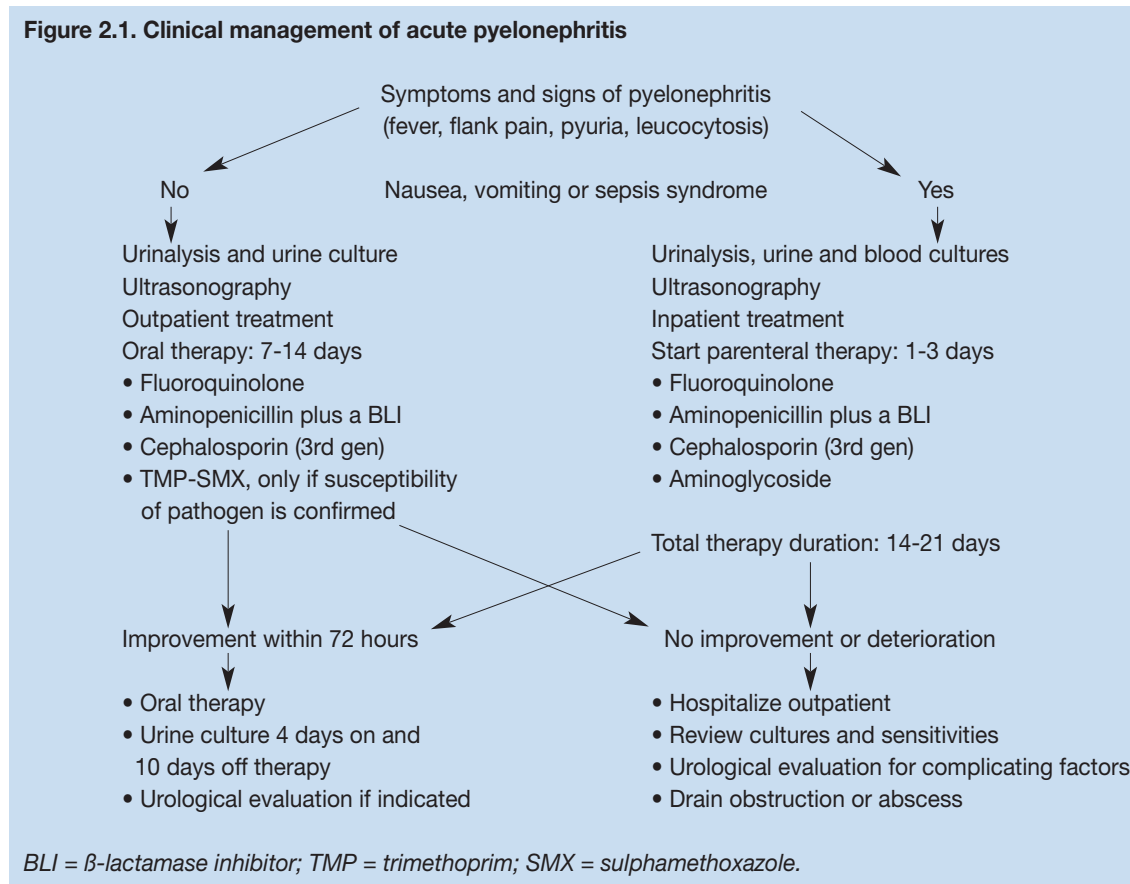 Figure 2.1. Clinical management of acute pyelonephritis
Symptoms and signs of pyelonephritis
(fever, flank pain, pyuria, leucocytosis)
No
Nausea, vomiting or sepsis syndrome
Yes
Urinalysis and urine culture
Ultrasonography
Outpatient treatment
Oral therapy: 7-14 days
• Fluoroquinolone
• Aminopenicillin plus a BLI
• Cephalosporin (3rd gen)
• TMP-SMX, only if susceptibility
of pathogen is confirmed
Urinalysis, urine and blood cultures
Ultrasonography
Inpatient treatment
Start parenteral therapy: 1-3 days
• Fluoroquinolone
• Aminopenicillin plus a BLI
• Cephalosporin (3rd gen)
• Aminoglycoside
Total therapy duration: 14-21 days
Improvement within 72 hours
• Oral therapy
• Urine culture 4 days on and
10 days off therapy
• Urological evaluation if indicated
No improvement or deterioration
• Hospitalize outpatient
• Review cultures and sensitivities
• Urological evaluation for complicating factors
• Drain obstruction or abscess
BLI = ß-lactamase inhibitor; TMP = trimethoprim; SMX = sulphamethoxazole.